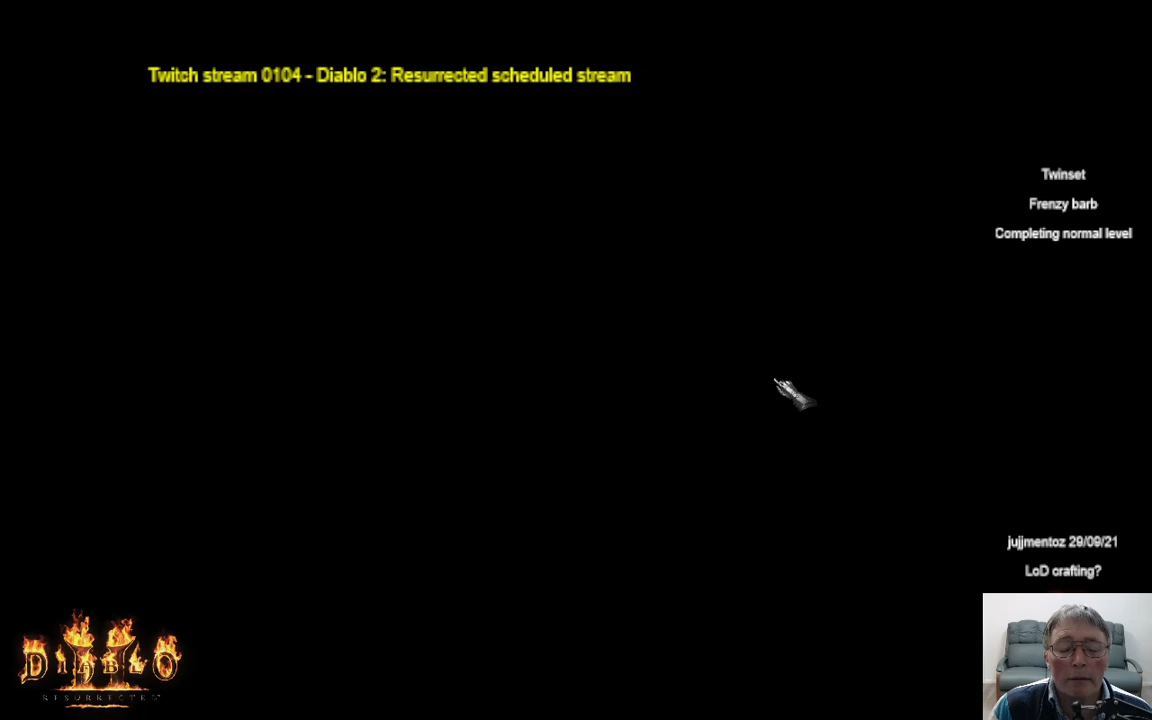 Twitch stream 0104 - Diablo 2: Resurrected scheduled stream
Twinset
Frenzy barb
Completing normal level
jujjmentoz 29/09/21
LoD crafting?
DIABLO II
RESURRECTED